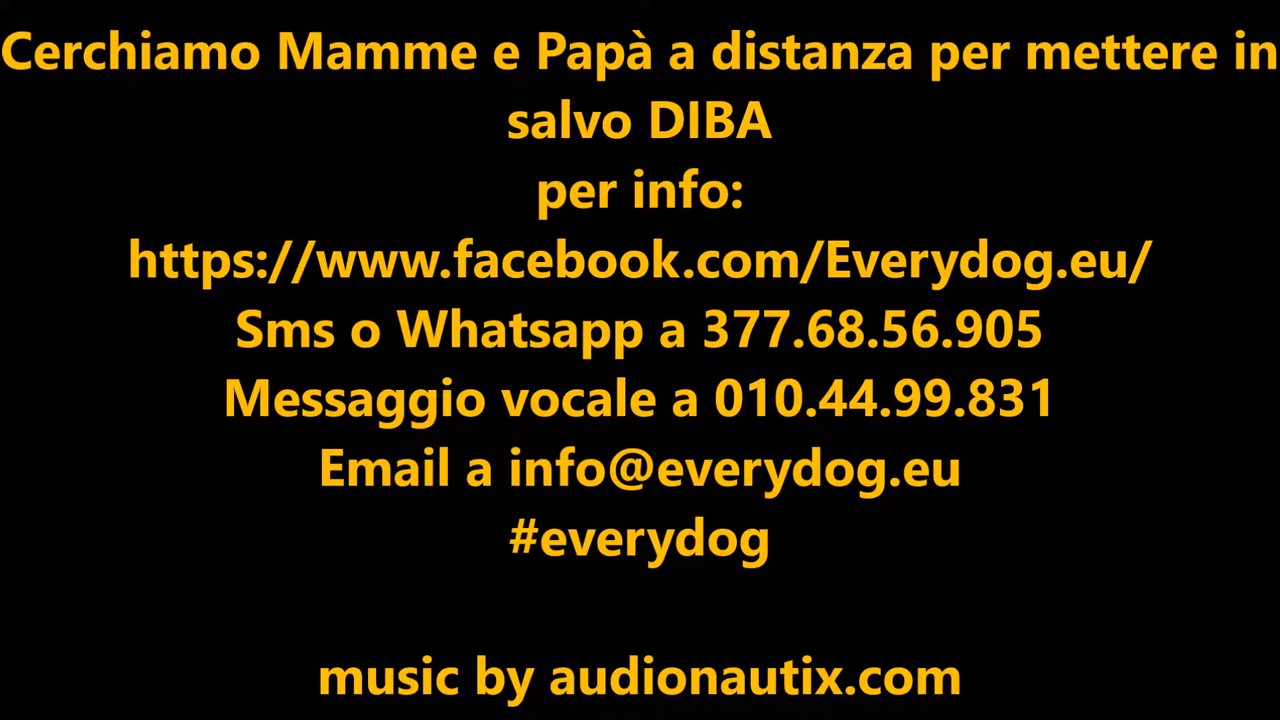 Cerchiamo Mamme e Papà a distanza per mettere in
salvo DIBA
per info:
https://www.facebook.com/Everydog.eu/
Sms o Whatsapp a 377.68.56.905
Messaggio vocale a 010.44.99.831
Email a info@everydog.eu
#everydog
music by audionautix.com